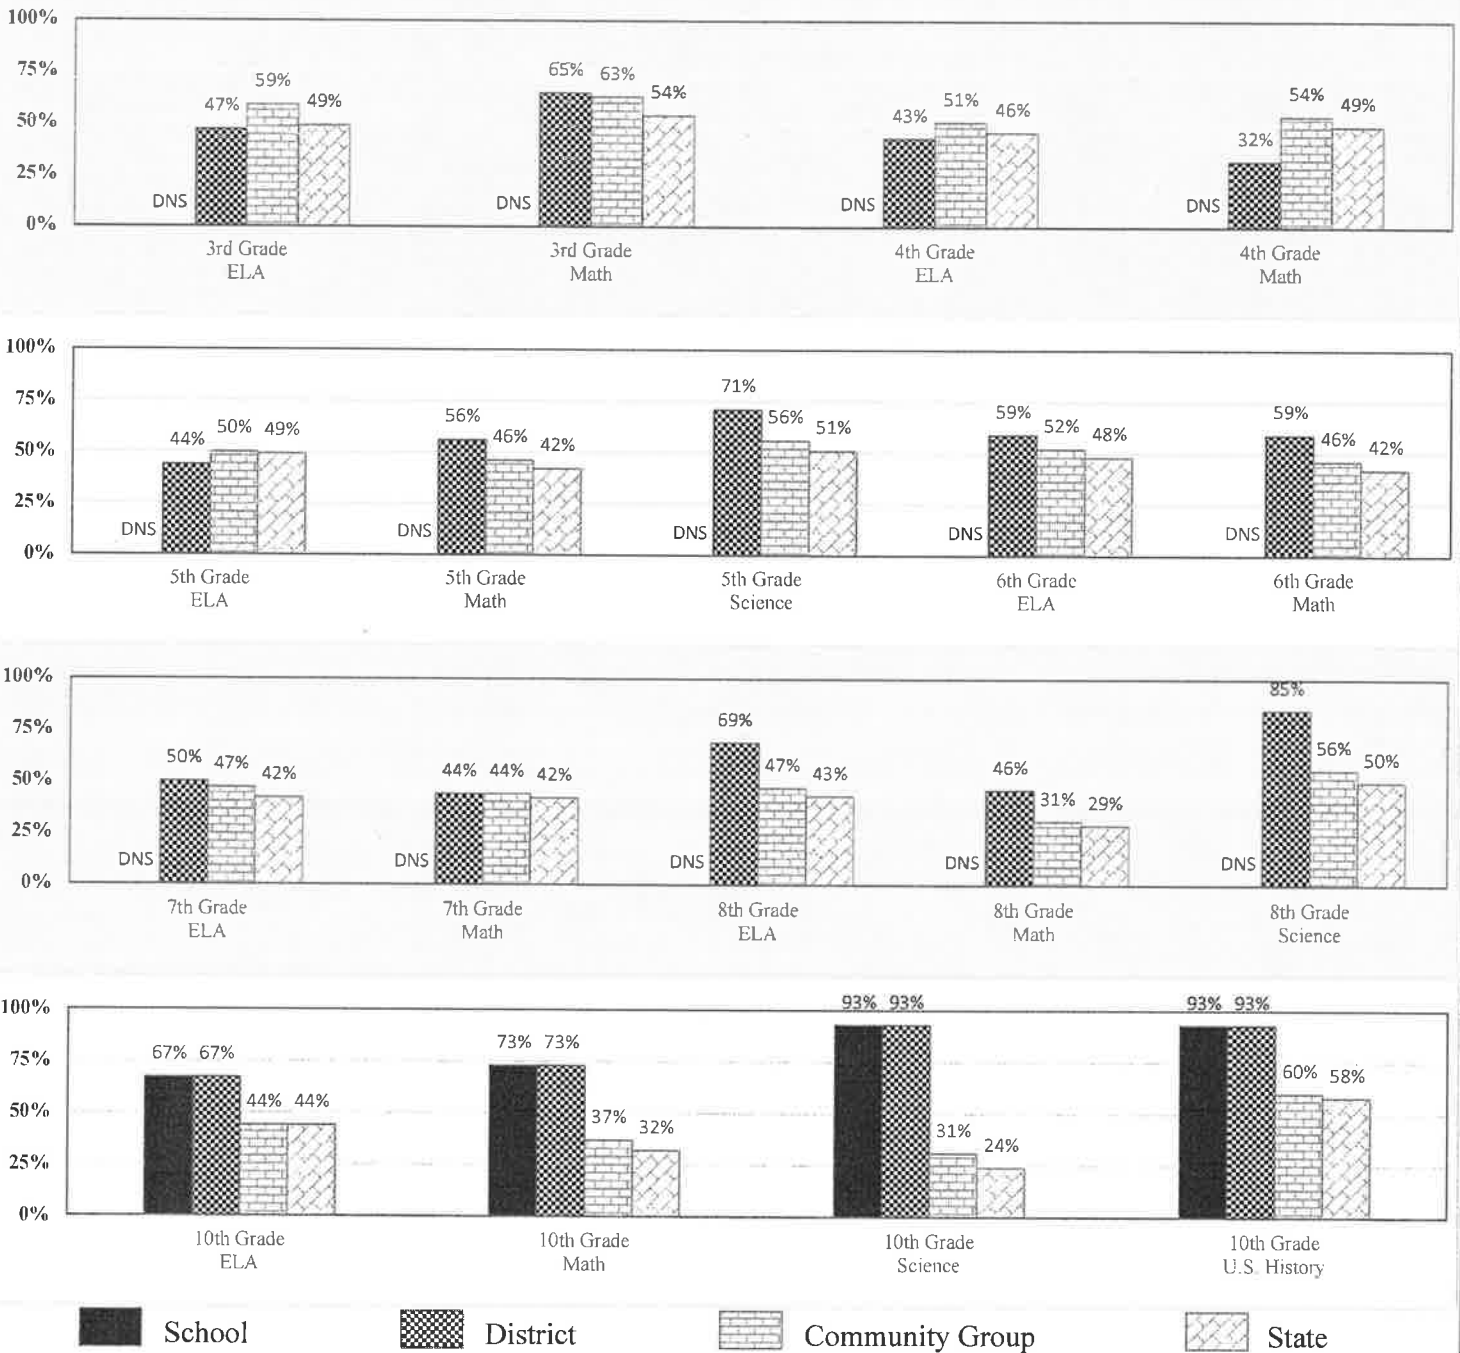 100%
75%
50%
25%
0%
DNS 47% 59% 49%
DNS 65% 63% 54%
DNS 43% 51% 46%
DNS 32% 54% 49%
3rd Grade
ELA
3rd Grade
Math
4th Grade
ELA
4th Grade
Math
100%
75%
50%
25%
0%
DNS 44% 50% 49%
DNS 56% 46% 42%
DNS 71% 56% 51%
DNS 59% 52% 48%
DNS 59% 46% 42%
5th Grade
ELA
5th Grade
Math
5th Grade
Science
6th Grade
ELA
6th Grade
Math
100%
75%
50%
25%
0%
DNS 50% 47% 42%
DNS 44% 44% 42%
DNS 69% 47% 43%
DNS 46% 31% 29%
DNS 85% 56% 50%
7th Grade
ELA
7th Grade
Math
8th Grade
ELA
8th Grade
Math
8th Grade
Science
100%
75%
50%
25%
0%
67% 67% 44% 44%
73% 73% 37% 32%
93% 93% 31% 24%
93% 93% 60% 58%
10th Grade
ELA
10th Grade
Math
10th Grade
Science
10th Grade
U.S. History
School District Community Group State